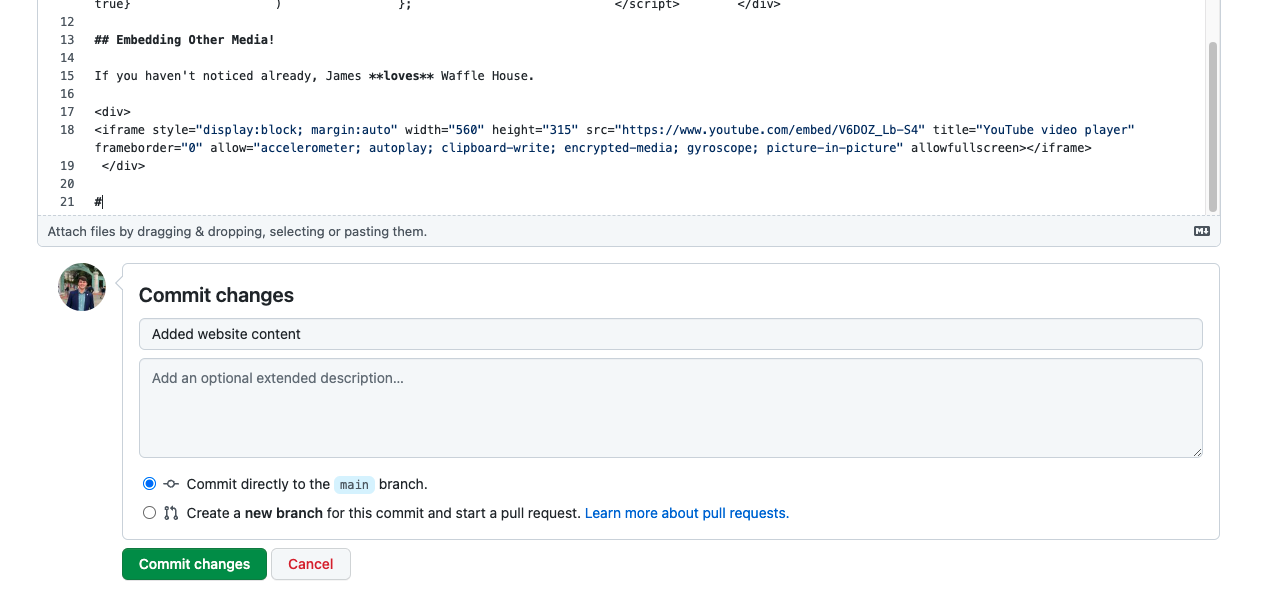 true}                    )                };                            </script>        </div>
12
13 ## Embedding Other Media!
14
15 If you haven't noticed already, James **loves** Waffle House.
16
17 <div>
18 <iframe style="display:block; margin:auto" width="560" height="315" src="https://www.youtube.com/embed/V6DOZ_Lb-S4" title="YouTube video player"
frameborder="0" allow="accelerometer; autoplay; clipboard-write; encrypted-media; gyroscope; picture-in-picture" allowfullscreen></iframe>
19  </div>
20
21 #
Attach files by dragging & dropping, selecting or pasting them.
Commit changes
Added website content
Add an optional extended description…
Commit directly to the main branch.
Create a new branch for this commit and start a pull request. Learn more about pull requests.
Commit changes Cancel